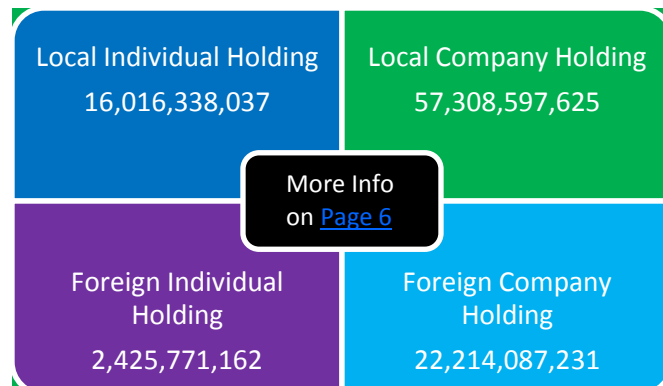 Local Individual Holding
16,016,338,037
Local Company Holding
57,308,597,625
More Info
on Page 6
Foreign Individual
Holding
2,425,771,162
Foreign Company
Holding
22,214,087,231